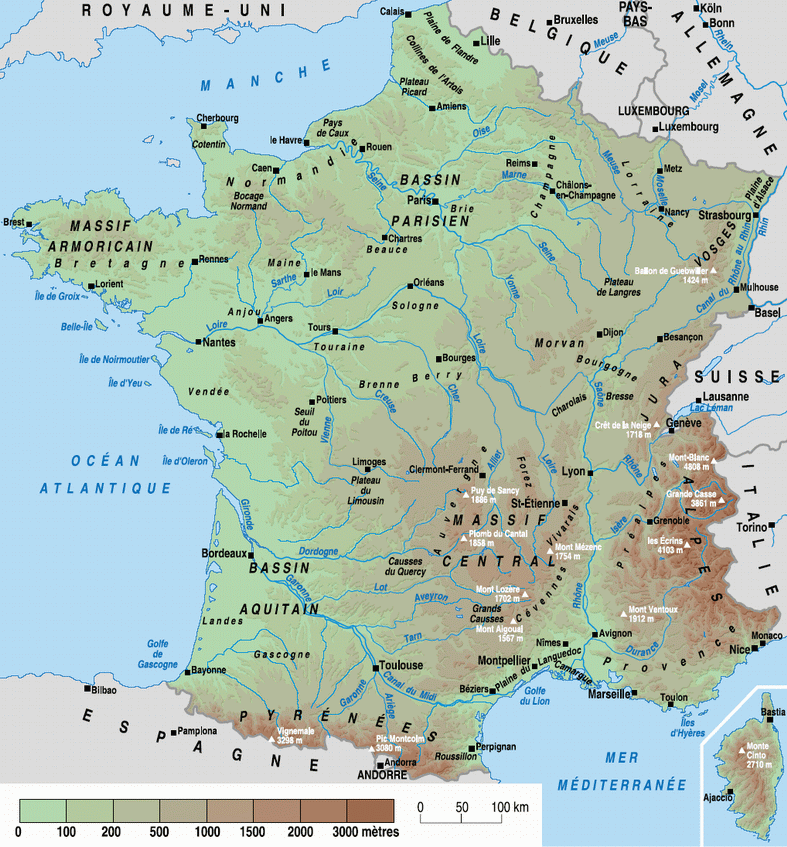 ROYAUME-UNI
Calais
Plaine de Flandre
Lille
BELGIQUE
Bruxelles
PAYS-
BAS
Köln
Bonn
Rhein
ALLEMAGNE
Meuse
Mosel
MANCHE
Collines de l'Artois
Plateau
Picard
Amiens
LUXEMBOURG
Luxembourg
Cherbourg
Cotentin
Pays
de Caux
le Havre
Rouen
Oise
Caen
Normandie
Bocage
Normand
Seine
BASSIN
PARISIEN
Paris
Brie
Reims
Marne
Champagne
Châlons-
en-Champagne
Meuse
Lorraine
Metz
Moselle
Nancy
Plaine
d'Alsace
Strasbourg
VOSGES
Rhin
Brest
MASSIF
ARMORICAIN
Bretagne
Rennes
Lorient
Île de Groix
Chartres
Beauce
Maine
le Mans
Sarthe
Loir
Orléans
Sologne
Seine
Yonne
Plateau
de Langres
Ballon de Guebwiller
1424 m
Canal du Rhône au Rhin
Mulhouse
Basel
Belle-Île
Anjou
Angers
Loire
Nantes
Tours
Touraine
Loire
Morvan
Dijon
Besançon
Bourgogne
Île de Noirmoutier
Île d'Yeu
Vendée
Brenne
Bourges
Berry
Cher
Creuse
Poitiers
Seuil
du
Poitou
Vienne
Charolais
Saône
Bresse
JURA
SUISSE
Lausanne
Lac Léman
Genève
Crêt de la Neige
1718 m
Île de Ré
la Rochelle
Île d'Oleron
OCÉAN
ATLANTIQUE
Limoges
Plateau
du
Limousin
Clermont-Ferrand
Allier
Auvergne
Puy de Sancy
1886 m
Forez
Loire
Lyon
Rhône
Mont-Blanc
4808 m
Grande Casse
3861 m
ALPES
Préalpes
ITALIE
Torino
St-Étienne
MASSIF
CENTRAL
Plomb du Cantal
1858 m
Vivarais
Mont Mézenc
1754 m
Isère
Grenoble
les Ecrins
4103 m
Gironde
Bordeaux
Dordogne
BASSIN
AQUITAIN
Garonne
Causses
du Quercy
Lot
Aveyron
Mont Lozère
1702 m
Grands
Causses
Cévennes
Mont Aigoual
1567 m
Rhône
Mont Ventoux
1912 m
Landes
Tarn
Golfe
de
Gascogne
Gascogne
Bayonne
Toulouse
Canal du Midi
Garonne
Ariège
Nîmes
Avignon
Durance
Provence
Monaco
Nice
Montpellier
Plaine du Languedoc
Camargue
Béziers
Golfe
du Lion
Marseille
Toulon
Îles
d'Hyères
Bilbao
Pamplona
ESPAGNE
PYRÉNÉES
Vignemale
3298 m
Pic Montcalm
3080 m
Andorra
ANDORRE
Roussillon
Perpignan
MER
MÉDITERRANÉE
Bastia
Monte
Cinto
2710 m
Ajaccio
0 100 200 500 1000 1500 2000 3000 mètres
0 50 100 km